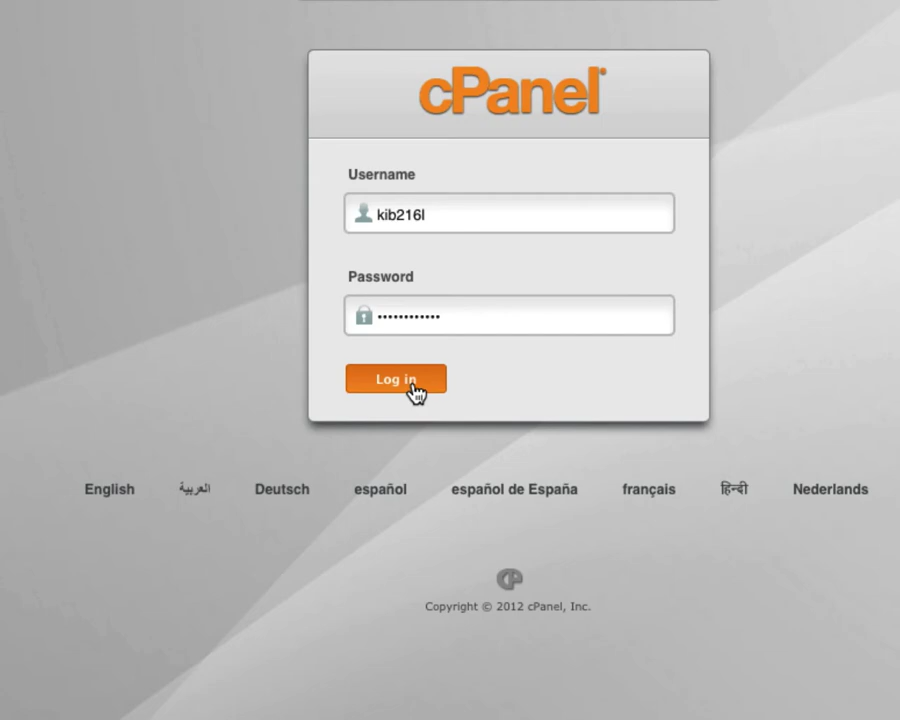 cPanel®
Username
kib216l
Password
••••••••••••
Log in
English العربية Deutsch español español de España français हिन्दी Nederlands
cP
Copyright © 2012 cPanel, Inc.